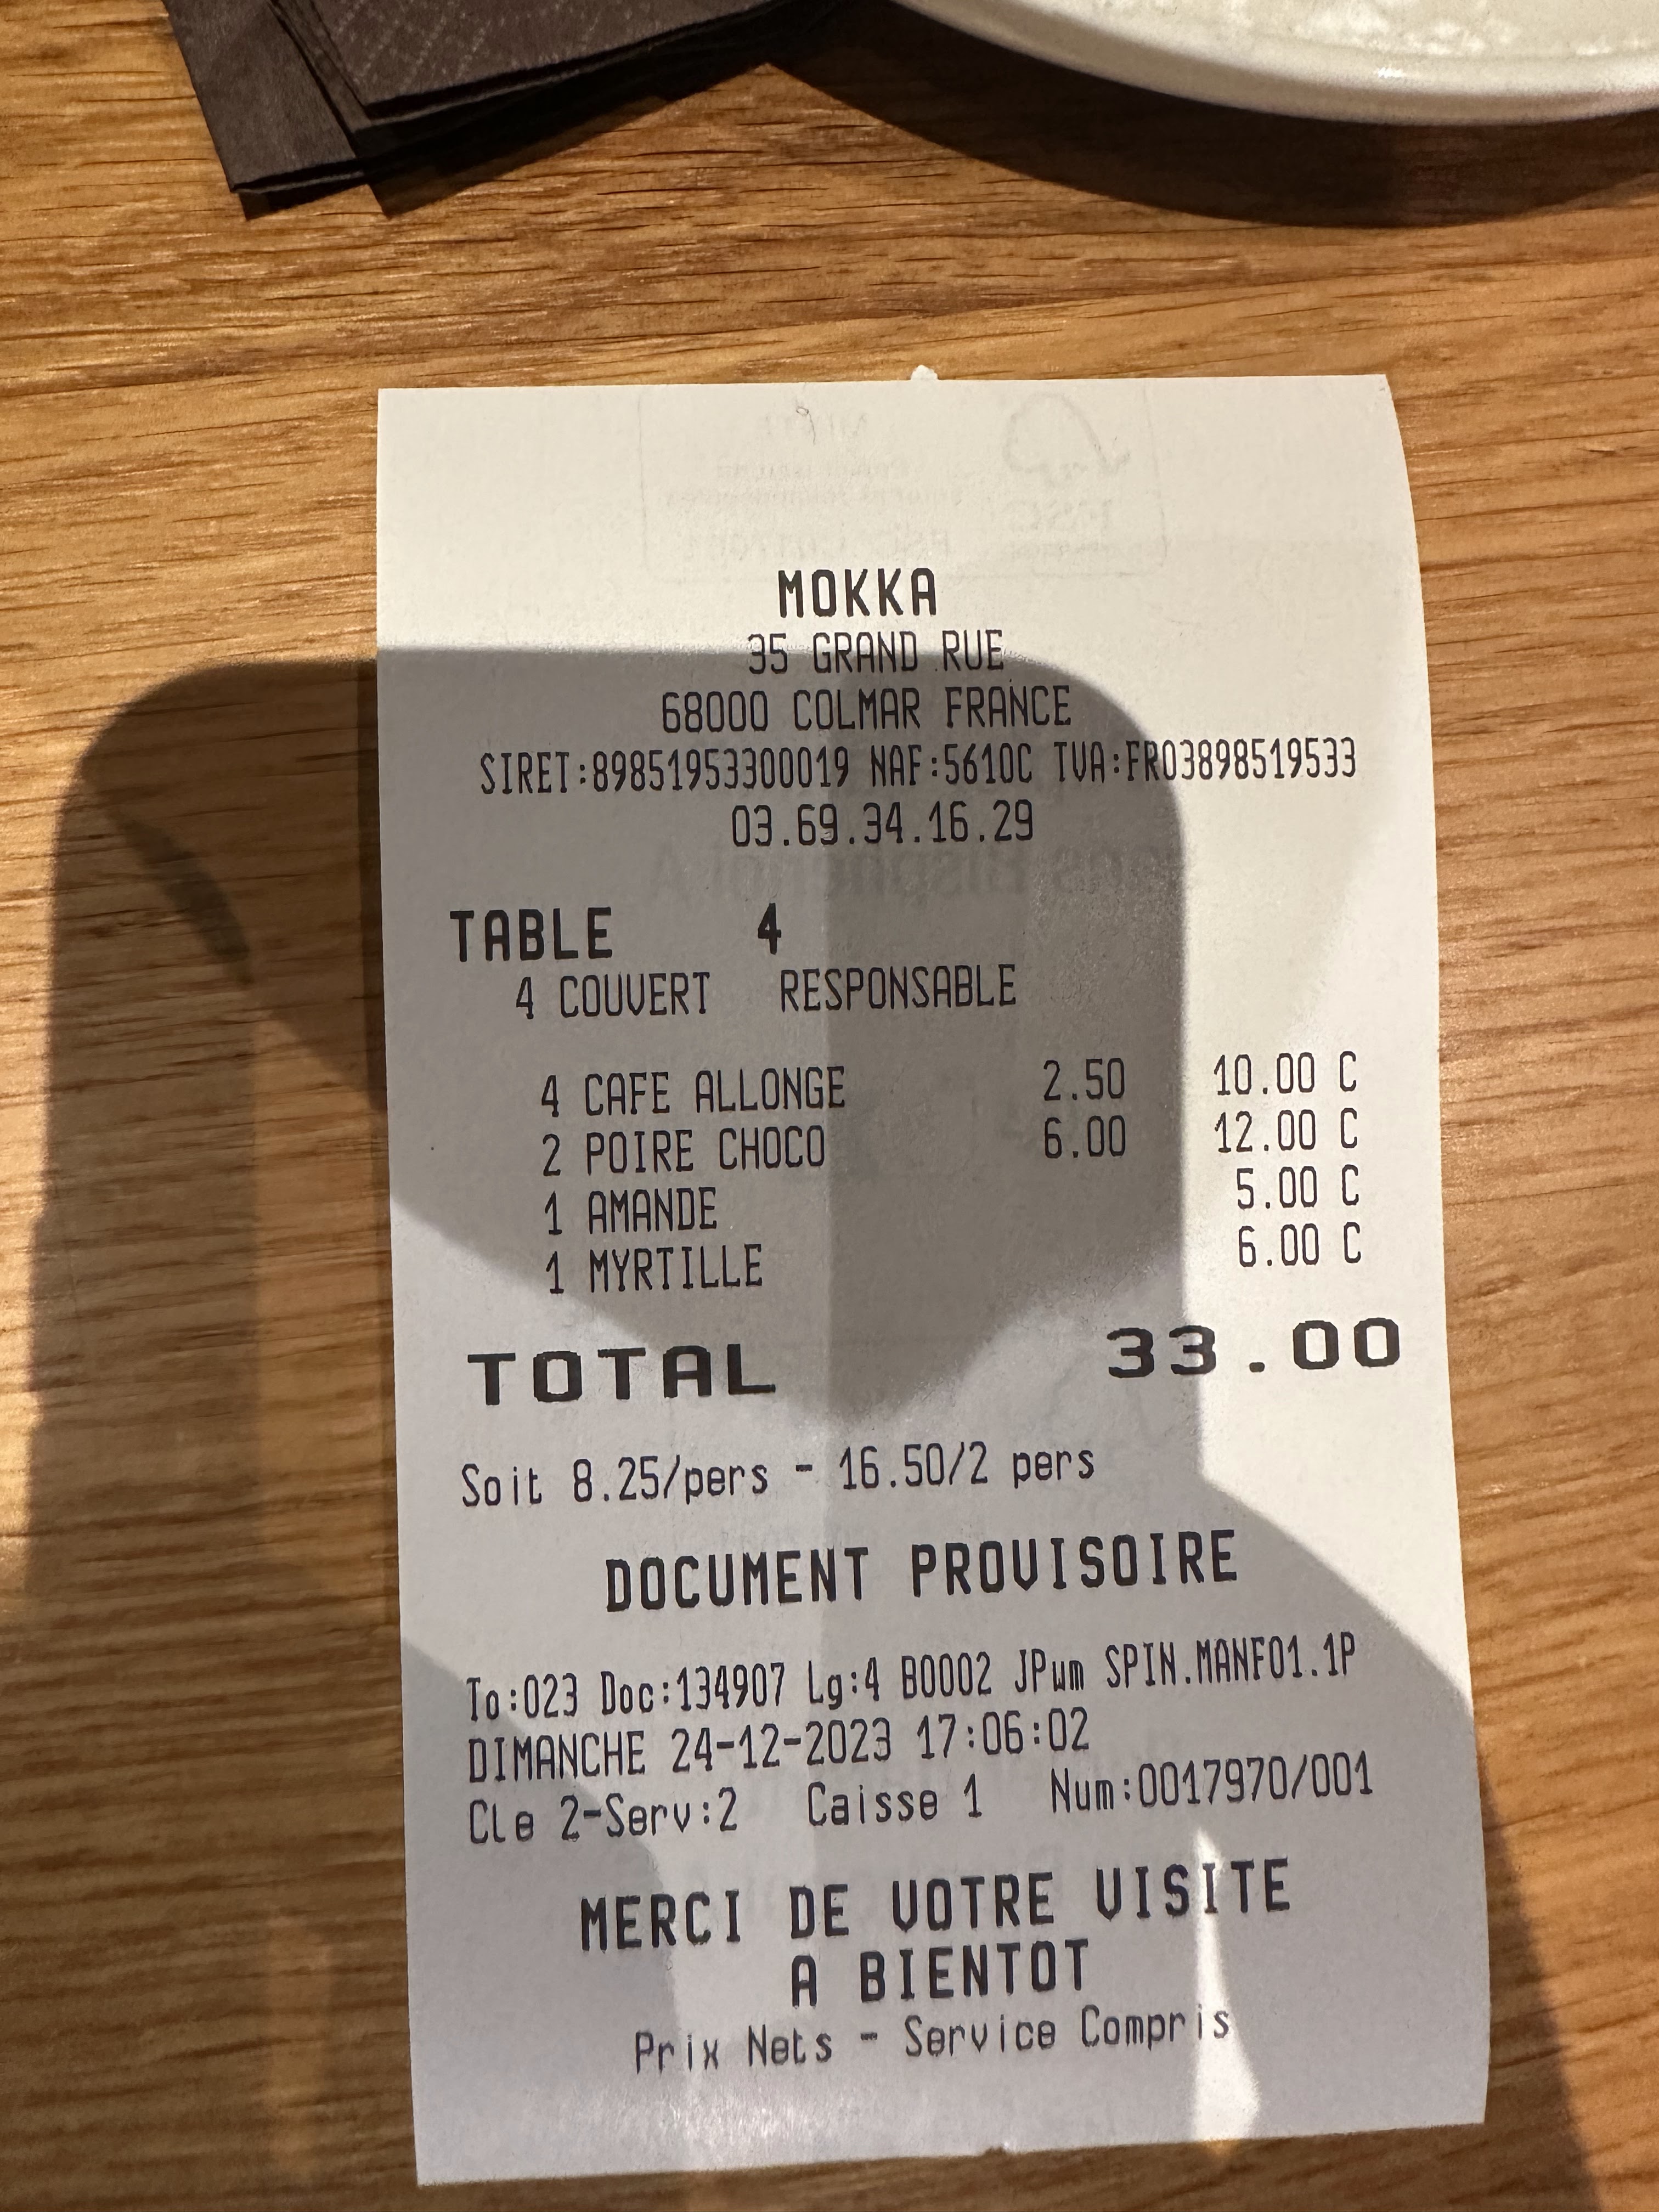 MOKKA
35 GRAND RUE
68000 COLMAR FRANCE
SIRET:89851953300019 NAF:5610C TVA:FR03898519533
03.69.34.16.29
TABLE 4
4 COUVERT RESPONSABLE
4 CAFE ALLONGE 2.50 10.00 C
2 POIRE CHOCO 6.00 12.00 C
1 AMANDE 5.00 C
1 MYRTILLE 6.00 C
TOTAL 33.00
Soit 8.25/pers - 16.50/2 pers
DOCUMENT PROVISOIRE
To:023 Doc:134907 Lg:4 B0002 JPum SPIN.MANF01.1P
DIMANCHE 24-12-2023 17:06:02
Cle 2-Serv:2 Caisse 1 Num:0017970/001
MERCI DE VOTRE VISITE
A BIENTOT
Prix Nets - Service Compris